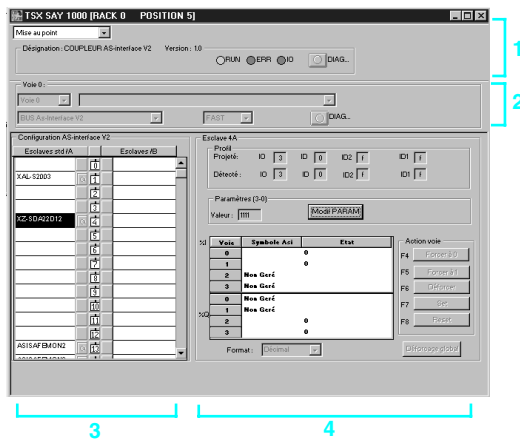 TSX SAY 1000 [RACK 0 POSITION 5]
Mise au point
Désignation : COUPLEUR AS-interface V2 Version : 1.0
RUN ERR IO DIAG...
1
Voie 0 :
Voie 0
BUS As-Interface V2 FAST DIAG...
2
Configuration AS-interface V2
Esclaves std /A Esclaves /B
0
XAL-S2003 1
2
3
XZ-SDA22D12 4
5
6
7
8
9
10
11
12
ASISAFEMON2 13
Esclave 4A
Profil
Projeté: IO 3 ID 0 ID2 f ID1 f
Détecté: IO 3 ID 0 ID2 f ID1 f
Paramètres (3-0)
Valeur : 1111 Modif PARAM
%I Voie Symbole Aci Etat
0 0
1 0
2 Non Geré
3 Non Geré
%Q 0 Non Geré
1 Non Geré
2 0
3 0
Format : Décimal
Action voie
F4 Forcer à 0
F5 Forcer à 1
F6 Déforcer
F7 Set
F8 Reset
Déforçage global
3 4